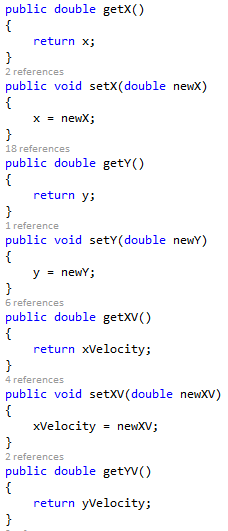 public double getX()
{
    return x;
}
2 references
public void setX(double newX)
{
    x = newX;
}
18 references
public double getY()
{
    return y;
}
1 reference
public void setY(double newY)
{
    y = newY;
}
6 references
public double getXV()
{
    return xVelocity;
}
4 references
public void setXV(double newXV)
{
    xVelocity = newXV;
}
2 references
public double getYV()
{
    return yVelocity;
}